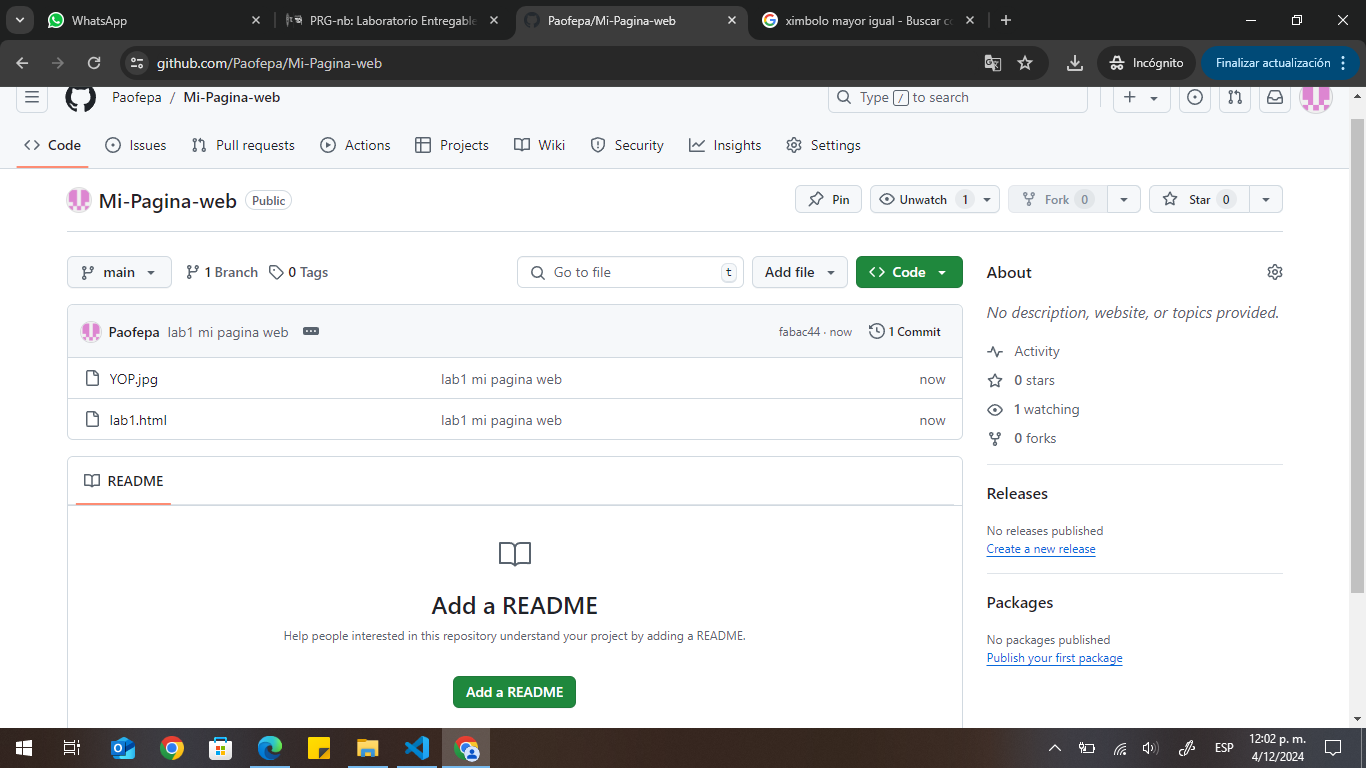 WhatsApp
PRG-nb: Laboratorio Entregable
Paofepa/Mi-Pagina-web
ximbolo mayor igual - Buscar c
github.com/Paofepa/Mi-Pagina-web
Incógnito
Finalizar actualización
Paofepa / Mi-Pagina-web
Type / to search
Code
Issues
Pull requests
Actions
Projects
Wiki
Security
Insights
Settings
Mi-Pagina-web Public
Pin
Unwatch 1
Fork 0
Star 0
main
1 Branch
0 Tags
Go to file t
Add file
Code
Paofepa lab1 mi pagina web
fabac44 · now
1 Commit
YOP.jpg lab1 mi pagina web now
lab1.html lab1 mi pagina web now
README
Add a README
Help people interested in this repository understand your project by adding a README.
Add a README
About
No description, website, or topics provided.
Activity
0 stars
1 watching
0 forks
Releases
No releases published
Create a new release
Packages
No packages published
Publish your first package
ESP
12:02 p. m.
4/12/2024